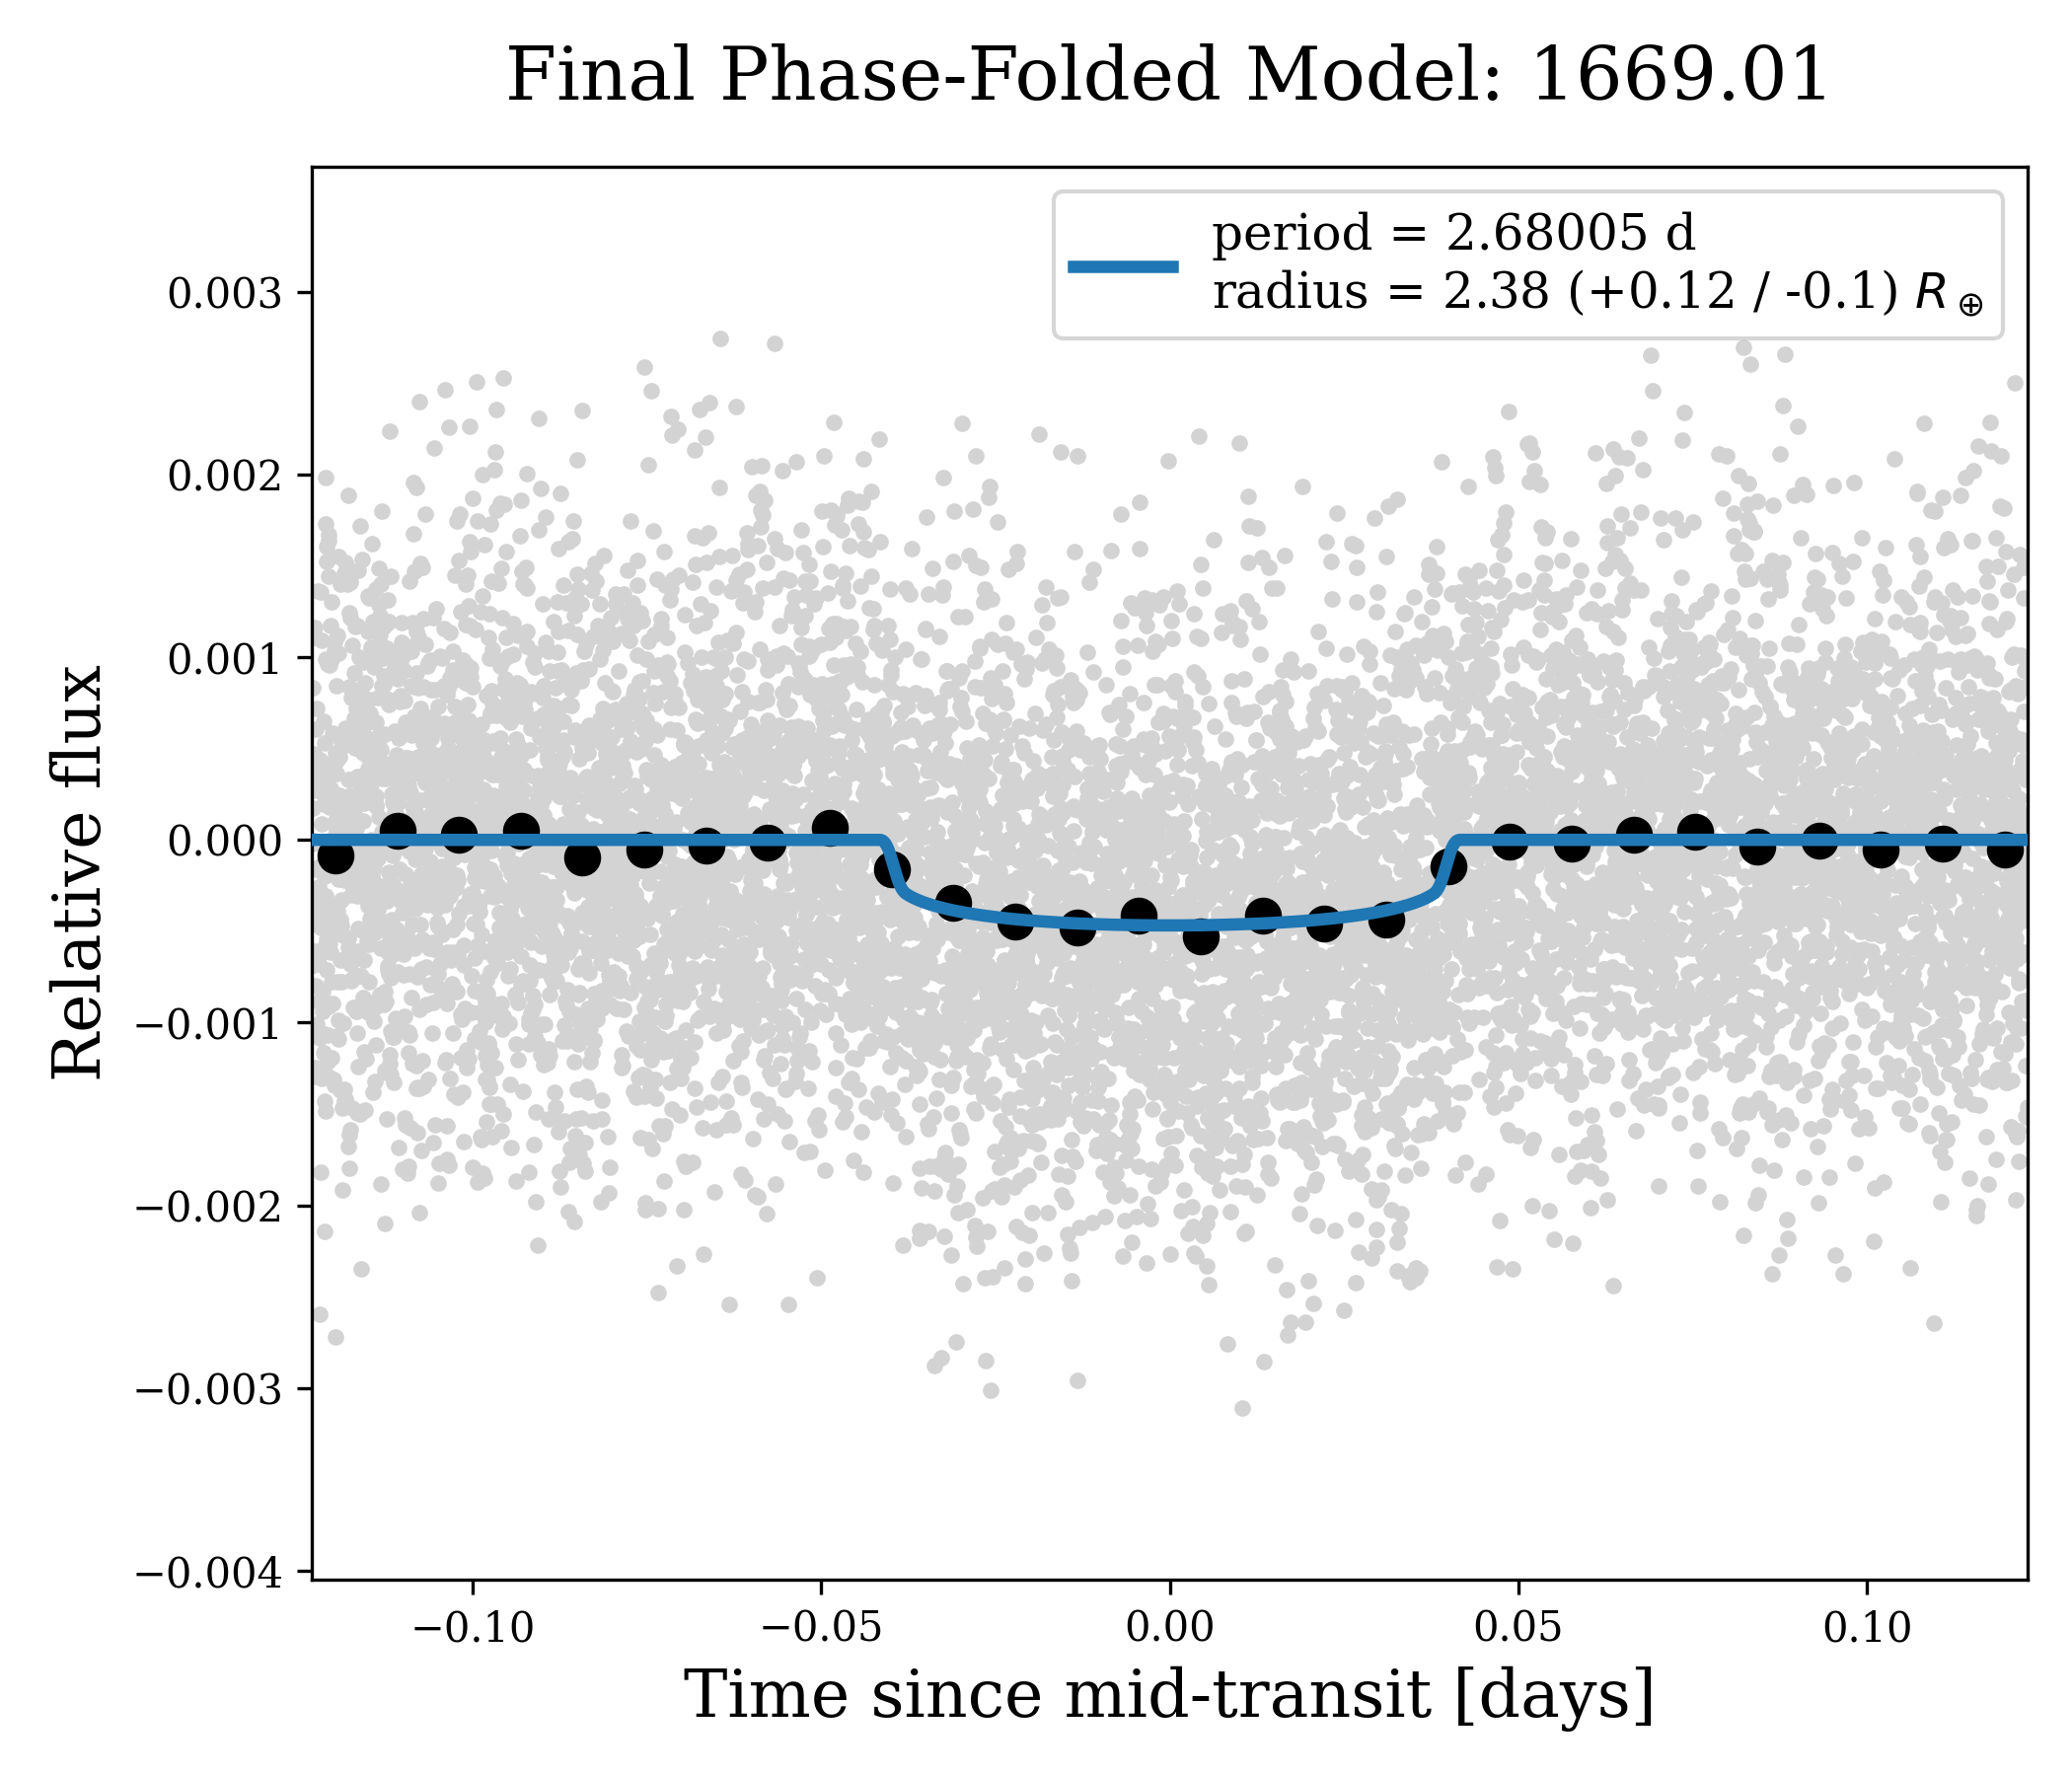 Final Phase-Folded Model: 1669.01
period = 2.68005 d
radius = 2.38 (+0.12 / -0.1) R⊕
0.003
0.002
0.001
0.000
−0.001
−0.002
−0.003
−0.004
Relative flux
−0.10
−0.05
0.00
0.05
0.10
Time since mid-transit [days]